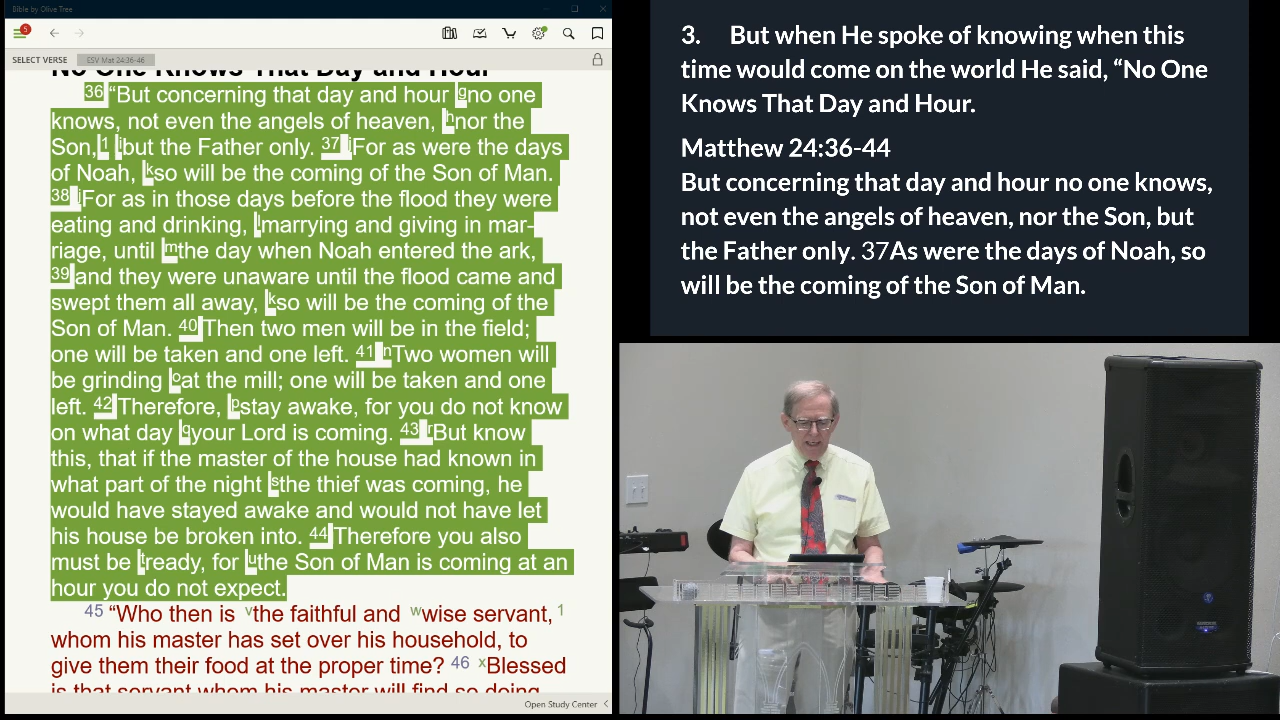 Bible by Olive Tree
5
SELECT VERSE ESV Mat 24:36-46
No One Knows That Day and Hour
36 “But concerning that day and hour g no one
knows, not even the angels of heaven, h nor the
Son,1 i but the Father only. 37 j For as were the days
of Noah, k so will be the coming of the Son of Man.
38 j For as in those days before the flood they were
eating and drinking, l marrying and giving in mar-
riage, until m the day when Noah entered the ark,
39 and they were unaware until the flood came and
swept them all away, k so will be the coming of the
Son of Man. 40 Then two men will be in the field;
one will be taken and one left. 41 n Two women will
be grinding o at the mill; one will be taken and one
left. 42 Therefore, p stay awake, for you do not know
on what day q your Lord is coming. 43 r But know
this, that if the master of the house had known in
what part of the night s the thief was coming, he
would have stayed awake and would not have let
his house be broken into. 44 Therefore you also
must be t ready, for u the Son of Man is coming at an
hour you do not expect.
45 “Who then is v the faithful and w wise servant, 1
whom his master has set over his household, to
give them their food at the proper time? 46 x Blessed
is that servant whom his master will find so doing
Open Study Center
3. But when He spoke of knowing when this
time would come on the world He said, “No One
Knows That Day and Hour.
Matthew 24:36-44
But concerning that day and hour no one knows,
not even the angels of heaven, nor the Son, but
the Father only. 37As were the days of Noah, so
will be the coming of the Son of Man.